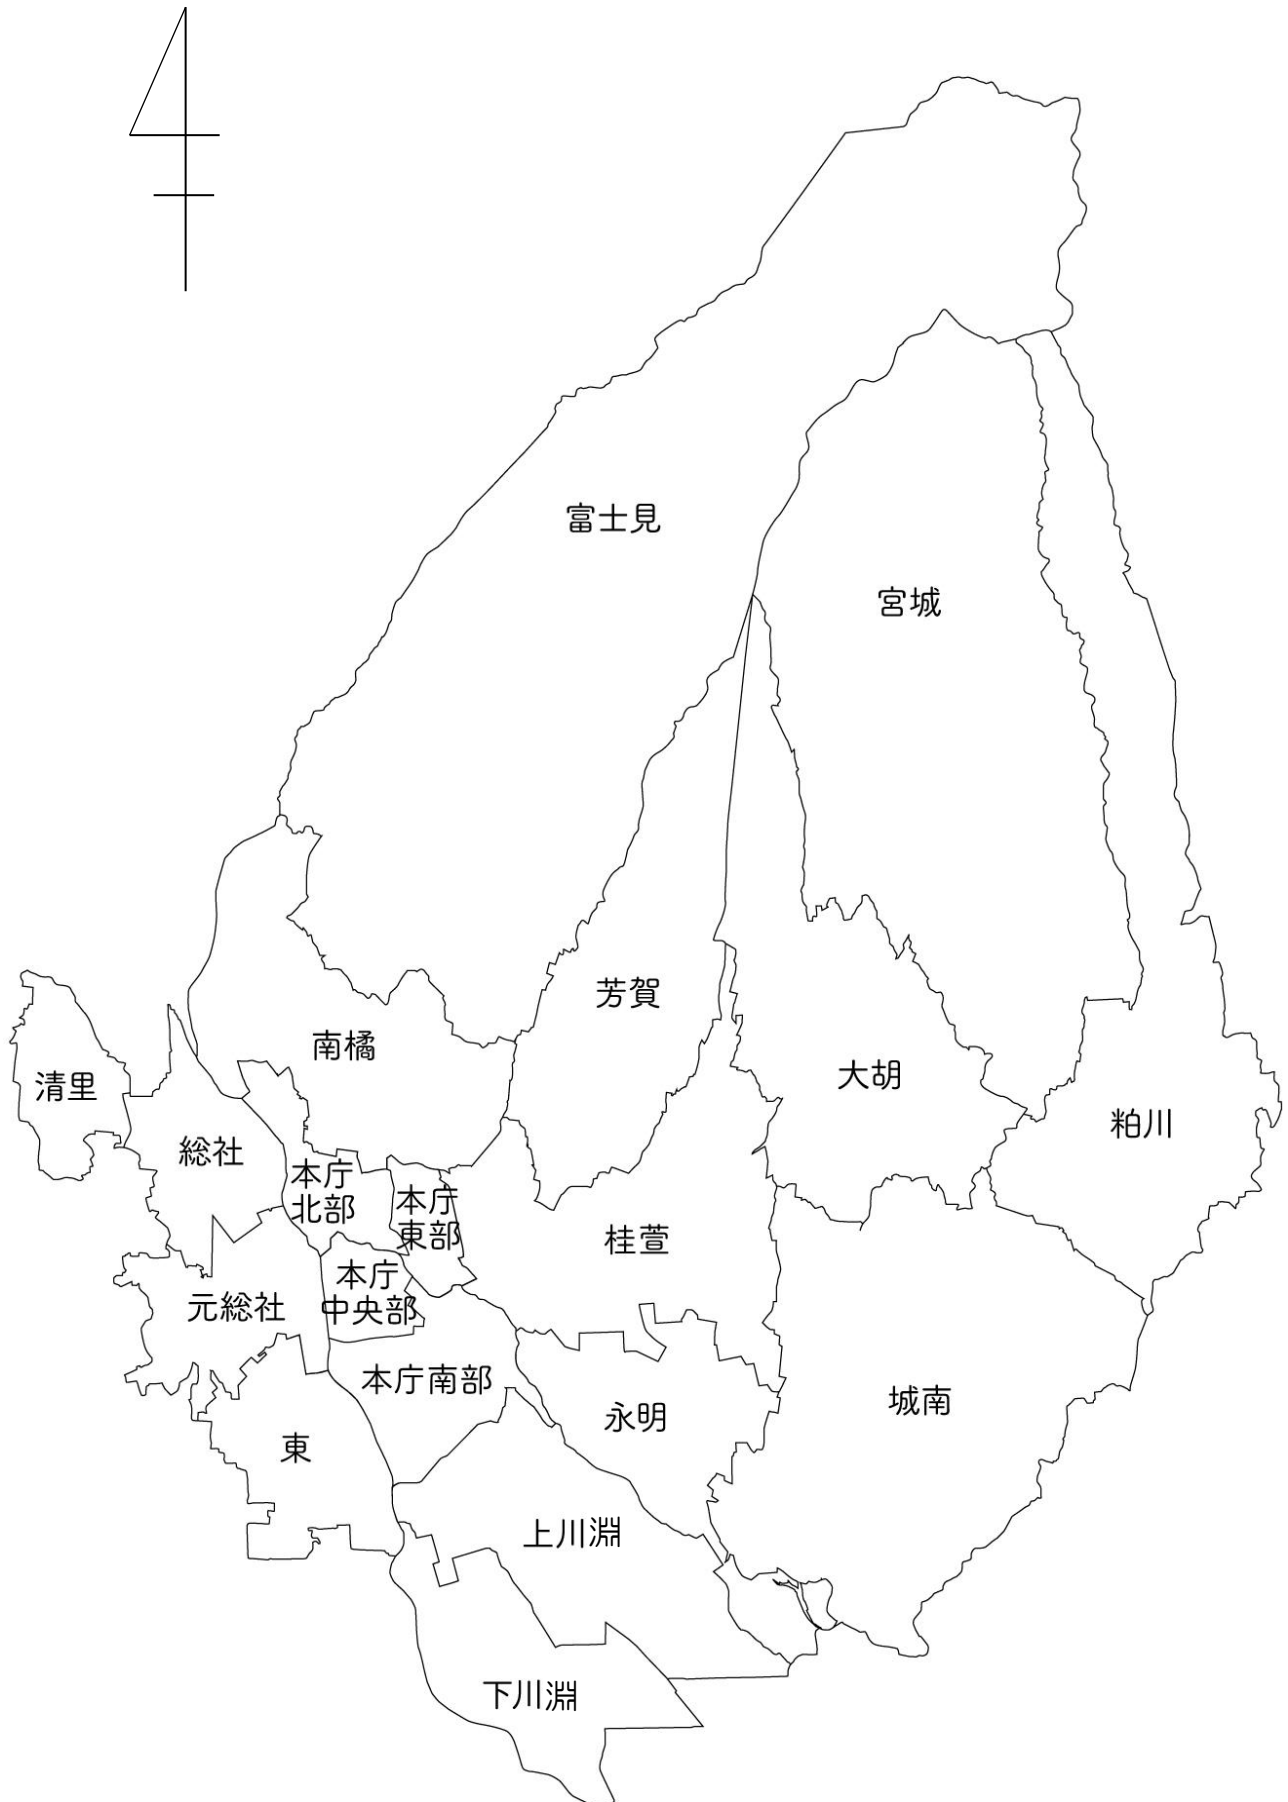 富士見
宮城
芳賀
南橘
大胡
清里
粕川
総社
本庁
北部
本庁
東部
桂萱
本庁
中央部
元総社
本庁南部
城南
永明
東
上川淵
下川淵